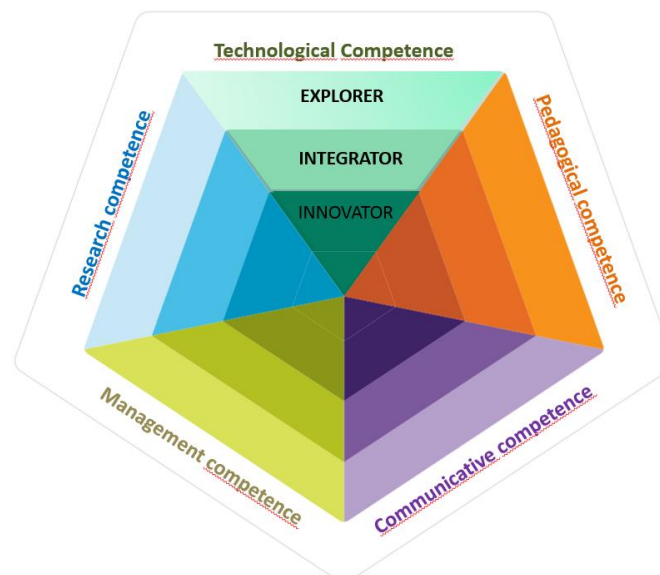 Technological Competence
EXPLORER
INTEGRATOR
INNOVATOR
Research competence
Pedagogical competence
Management competence
Communicative competence